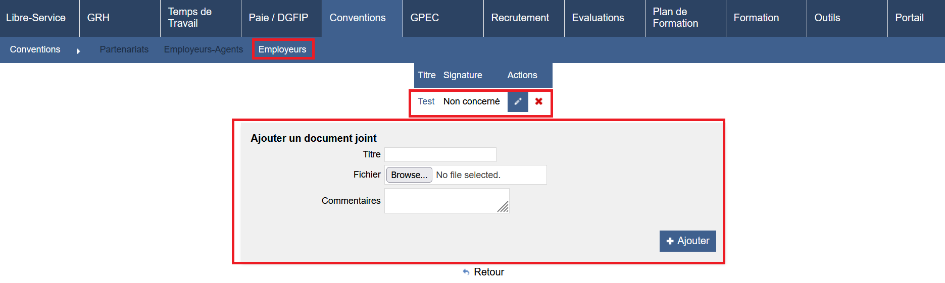 Libre-Service GRH Temps de Travail Paie / DGFIP Conventions GPEC Recrutement Evaluations Plan de Formation Formation Outils Portail
Conventions Partenariats Employeurs-Agents Employeurs
Titre Signature Actions
Test Non concerné
Ajouter un document joint
Titre
Fichier Browse... No file selected.
Commentaires
Ajouter
Retour